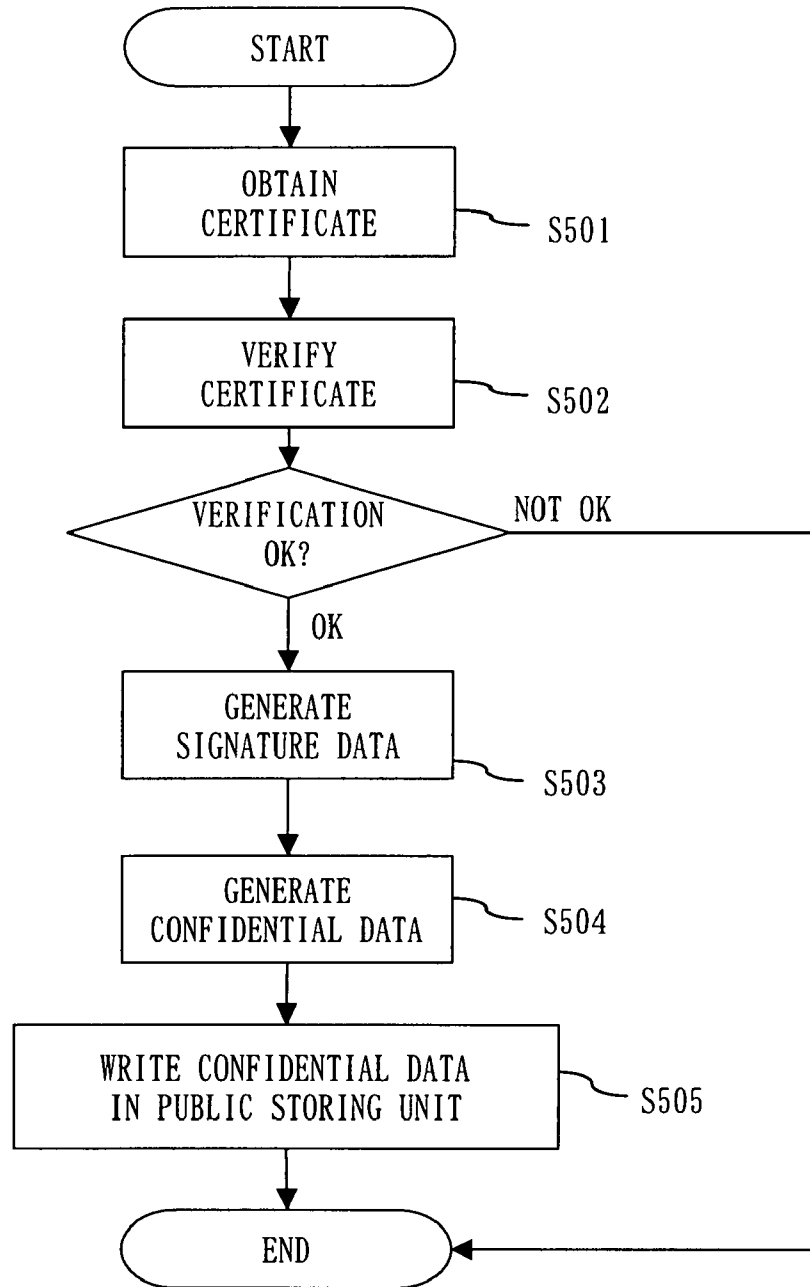 START
OBTAIN
CERTIFICATE
S501
VERIFY
CERTIFICATE
S502
VERIFICATION
OK?
NOT OK
OK
GENERATE
SIGNATURE DATA
S503
GENERATE
CONFIDENTIAL DATA
S504
WRITE CONFIDENTIAL DATA
IN PUBLIC STORING UNIT
S505
END